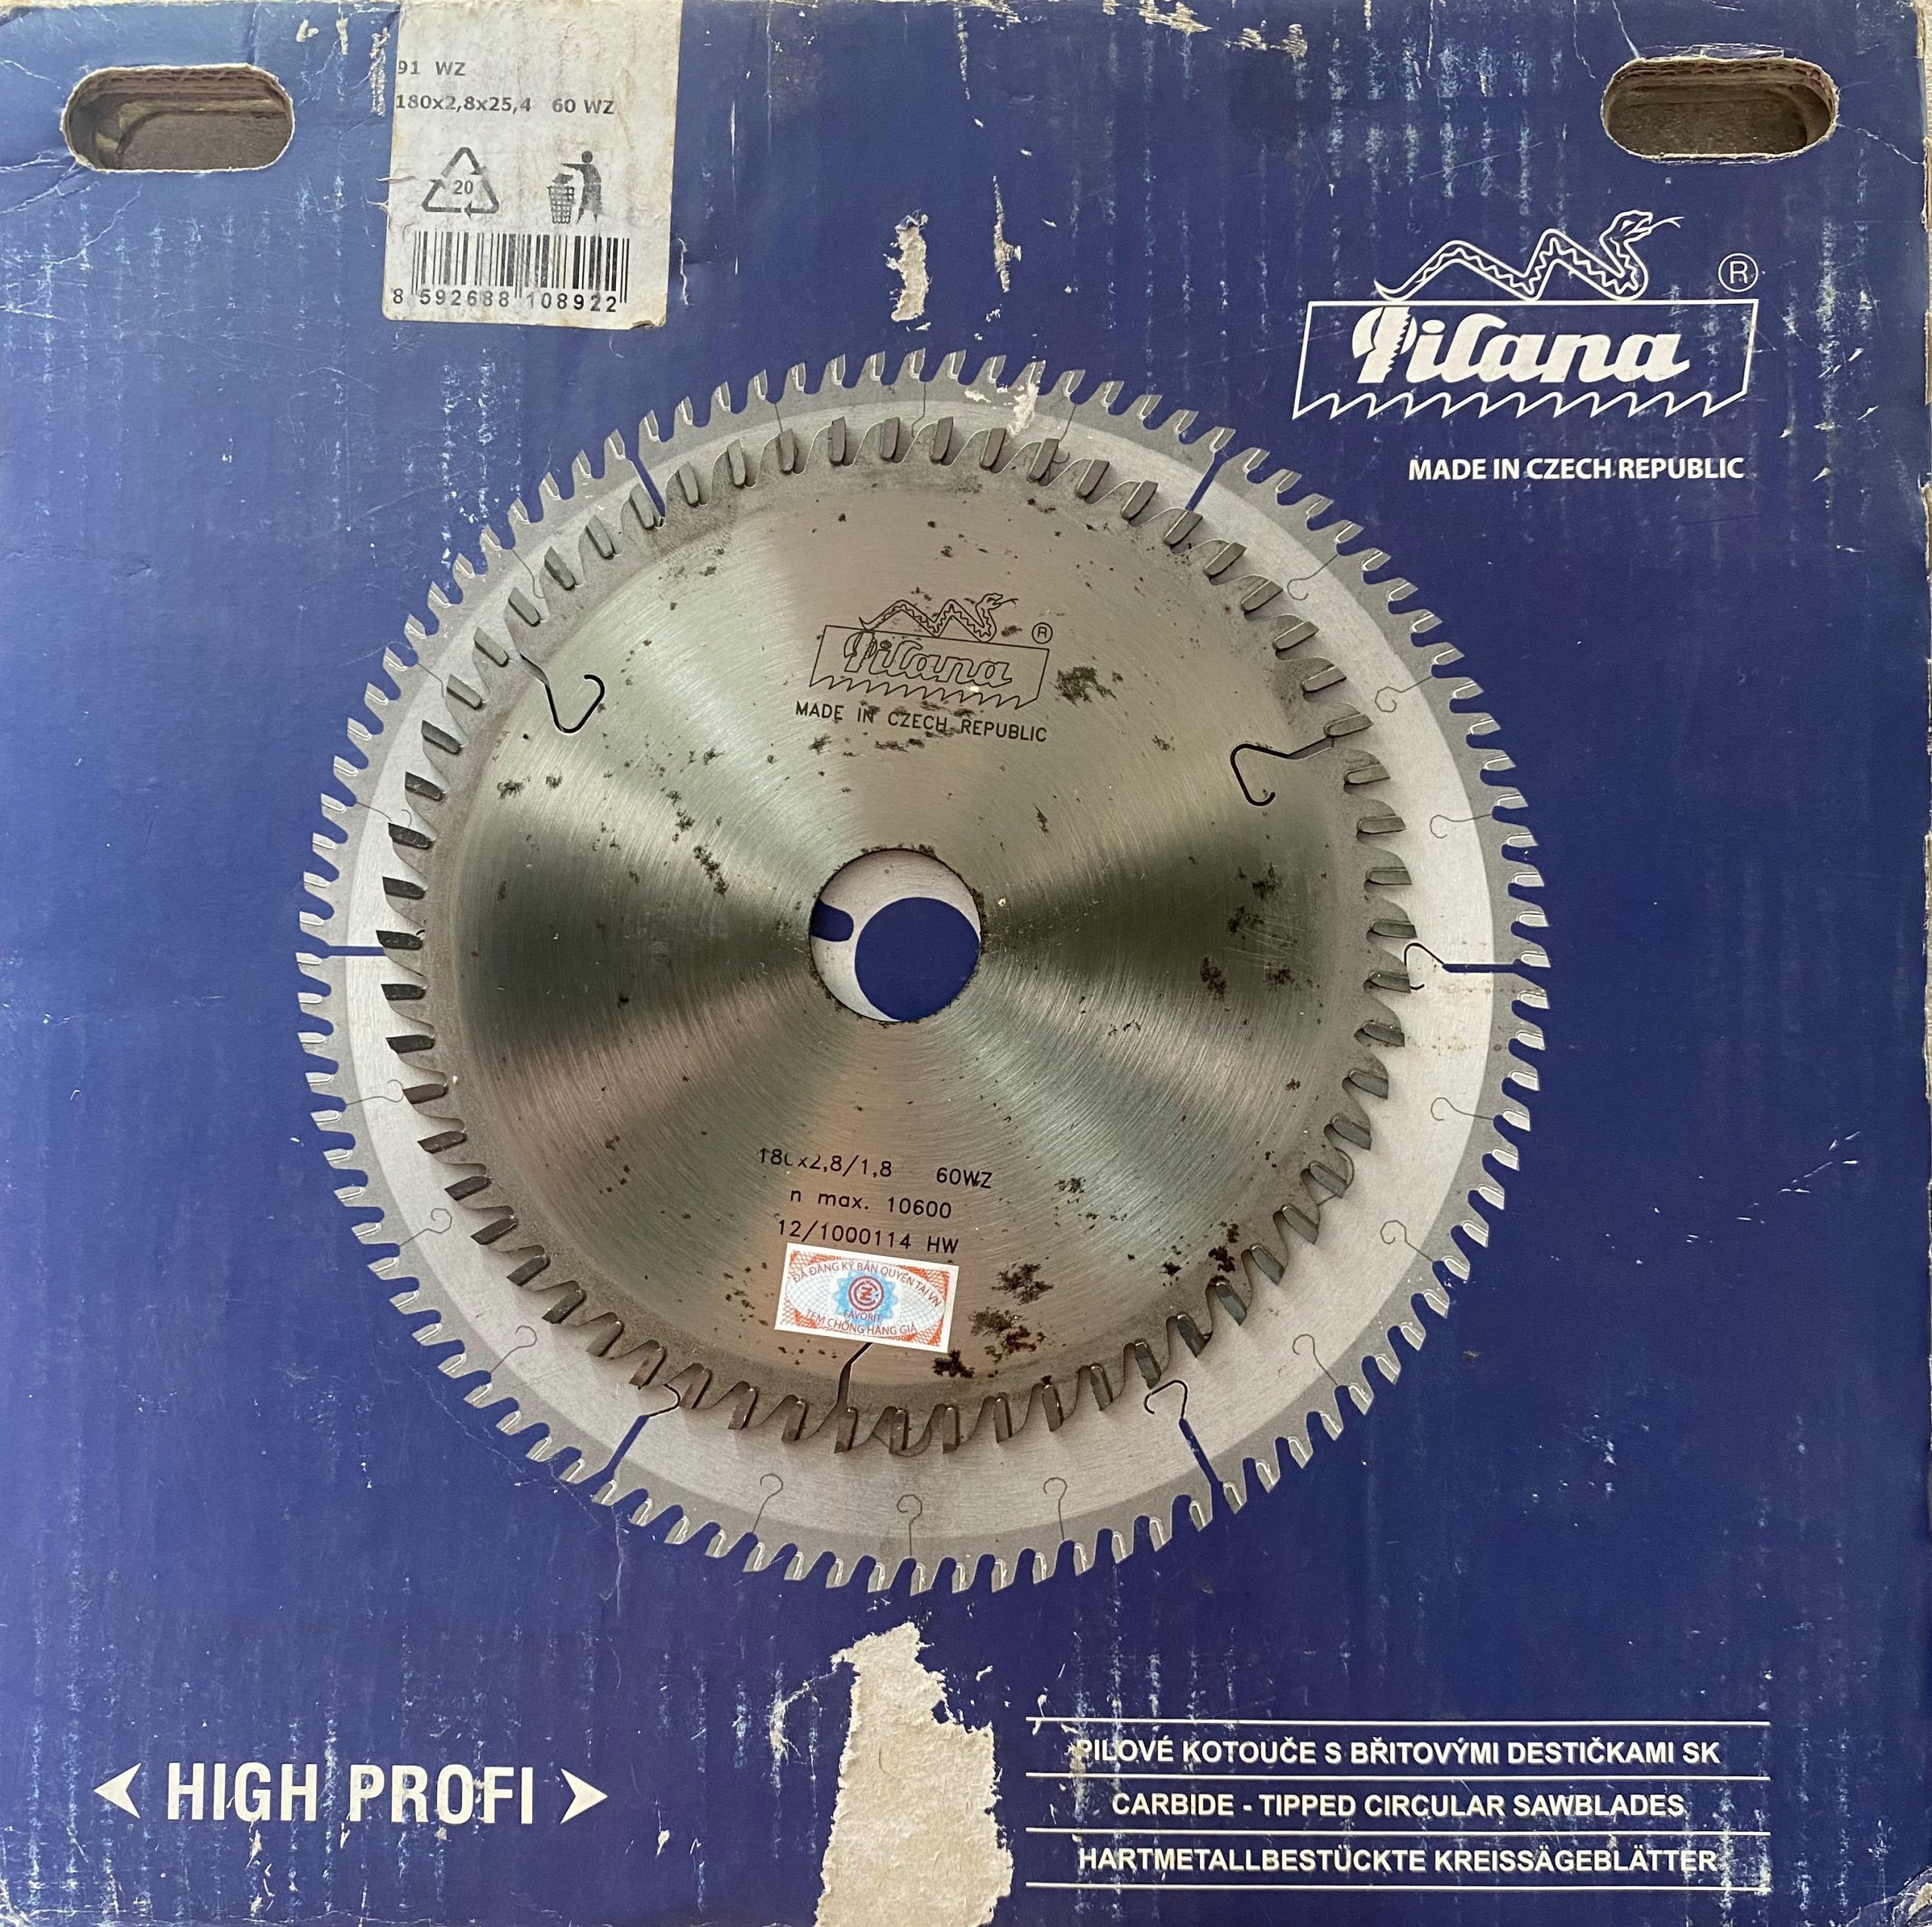 91 WZ
180x2,8x25,4 60 WZ
20
8 592688 108922
®
Pilana
MADE IN CZECH REPUBLIC
®
Pilana
MADE IN CZECH REPUBLIC
180x2,8/1,8 60WZ
n max. 10600
12/1000114 HW
ĐÃ ĐĂNG KÝ BẢN QUYỀN TẠI VN
FAVORIT
TEM CHỐNG HÀNG GIẢ
HIGH PROFI
PILOVÉ KOTOUČE S BŘITOVÝMI DESTIČKAMI SK
CARBIDE - TIPPED CIRCULAR SAWBLADES
HARTMETALLBESTÜCKTE KREISSÄGEBLÄTTER